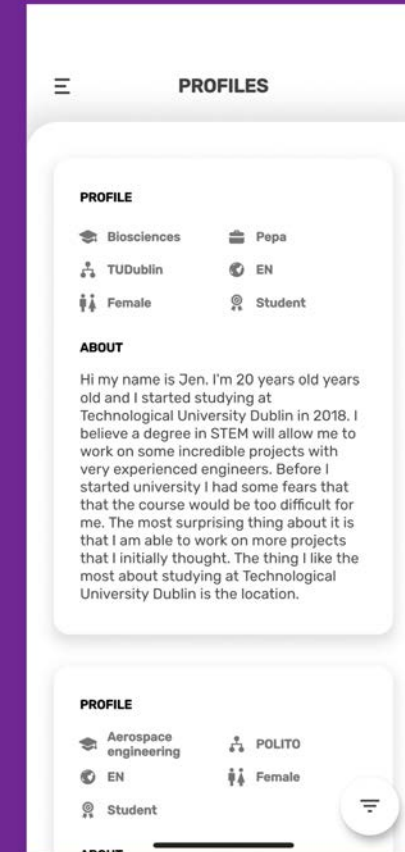 PROFILES
PROFILE
Biosciences Pepa
TUDublin EN
Female Student
ABOUT
Hi my name is Jen. I'm 20 years old years
old and I started studying at
Technological University Dublin in 2018. I
believe a degree in STEM will allow me to
work on some incredible projects with
very experienced engineers. Before I
started university I had some fears that
that the course would be too difficult for
me. The most surprising thing about it is
that I am able to work on more projects
that I initially thought. The thing I like the
most about studying at Technological
University Dublin is the location.
PROFILE
Aerospace
engineering POLITO
EN Female
Student
ABOUT